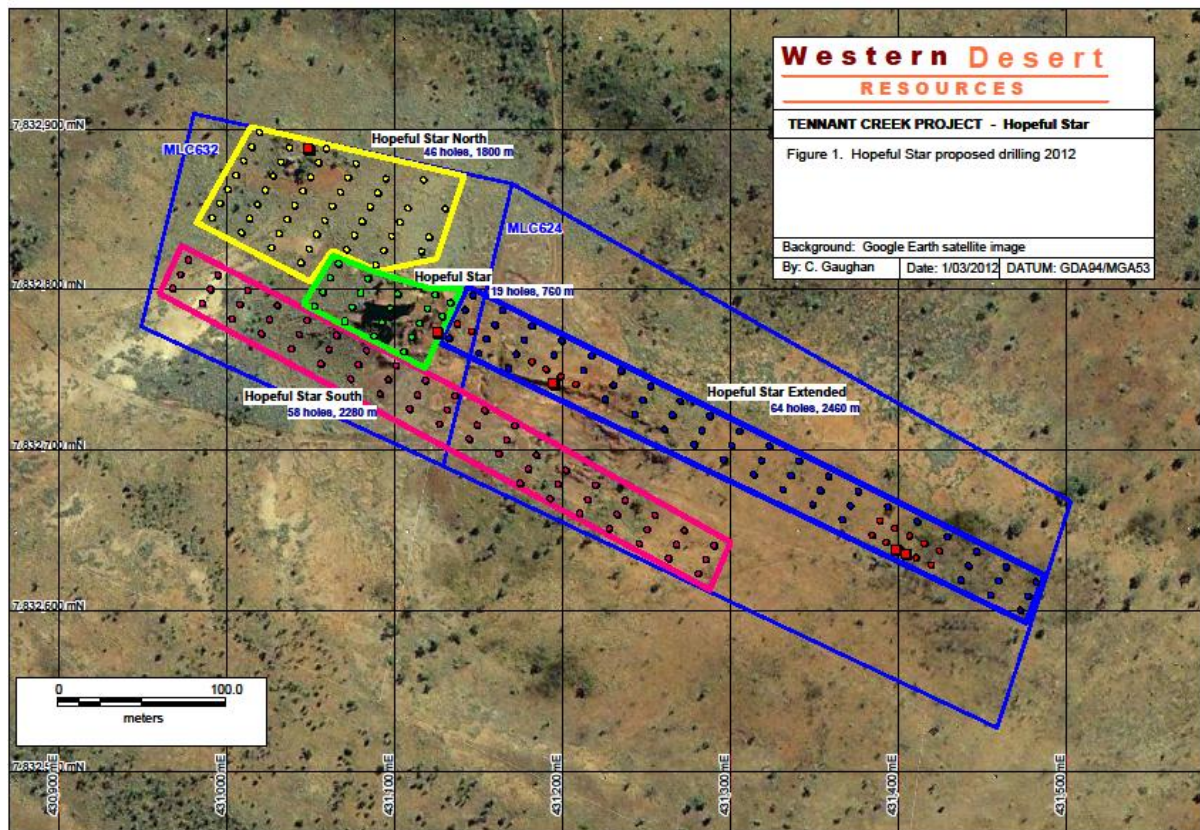 Western Desert
RESOURCES
TENNANT CREEK PROJECT - Hopeful Star
Figure 1. Hopeful Star proposed drilling 2012
Background: Google Earth satellite image
By: C. Gaughan Date: 1/03/2012 DATUM: GDA94/MGA53
7,832,900 mN
MLC632
Hopeful Star North
46 holes, 1800 m
MLC624
7,832,800 mN
Hopeful Star
19 holes, 760 m
Hopeful Star South
58 holes, 2280 m
Hopeful Star Extended
64 holes, 2460 m
7,832,700 mN
7,832,600 mN
0 100.0
meters
430,900 mE
431,000 mE
431,100 mE
431,200 mE
431,300 mE
431,400 mE
431,500 mE